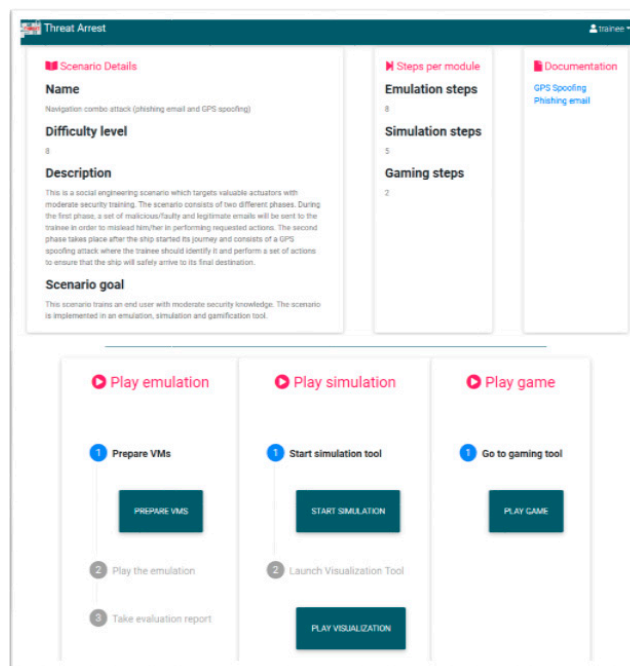 Threat Arrest
trainee
Scenario Details
Name
Navigation combo attack (phishing email and GPS spoofing)
Difficulty level
8
Description
This is a social engineering scenario which targets valuable actuators with
moderate security training. The scenario consists of two different phases. During
the first phase, a set of malicious/faulty and legitimate emails will be sent to the
trainee in order to mislead him/her in performing requested actions. The second
phase takes place after the ship started its journey and consists of a GPS
spoofing attack where the trainee should identify it and perform a set of actions
to ensure that the ship will safely arrive to its final destination.
Scenario goal
This scenario trains an end user with moderate security knowledge. The scenario
is implemented in an emulation, simulation and gamification tool.
Steps per module
Emulation steps
8
Simulation steps
5
Gaming steps
2
Documentation
GPS Spoofing
Phishing email
Play emulation
1 Prepare VMs
PREPARE VMS
2 Play the emulation
3 Take evaluation report
Play simulation
1 Start simulation tool
START SIMULATION
2 Launch Visualization Tool
PLAY VISUALIZATION
Play game
1 Go to gaming tool
PLAY GAME